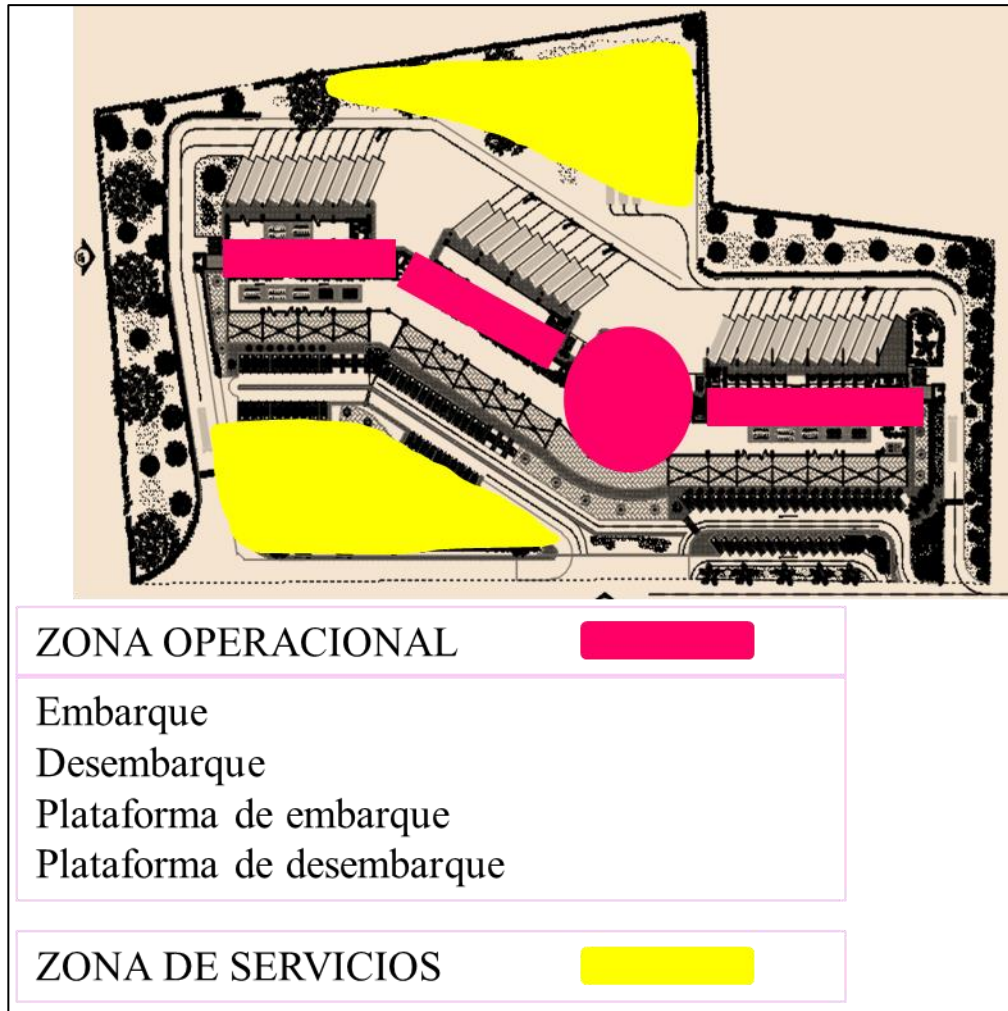 ZONA OPERACIONAL
Embarque
Desembarque
Plataforma de embarque
Plataforma de desembarque
ZONA DE SERVICIOS